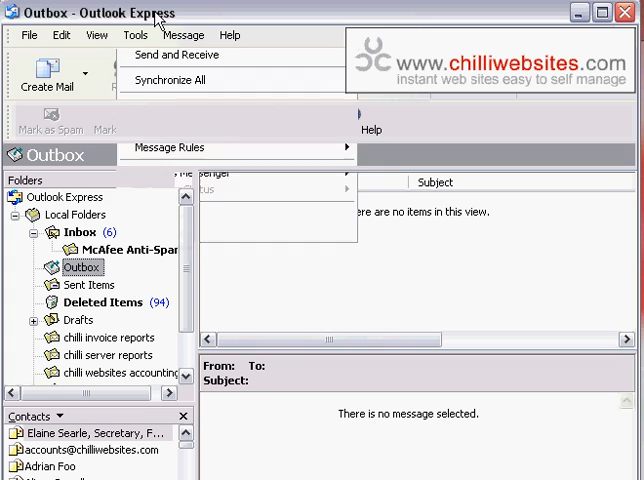 Outbox - Outlook Express
File Edit View Tools Message Help
Send and Receive
www.chilliwebsites.com
instant web sites easy to self manage
Synchronize All
Create Mail
Mark as Spam Mark
Help
Message Rules
Outbox
Folders
Subject
Outlook Express
Local Folders
ere are no items in this view.
Inbox (6)
McAfee Anti-Spar
Outbox
Sent Items
Deleted Items (94)
Drafts
chilli invoice reports
chilli server reports
chilli websites accounting
From: To:
Subject:
There is no message selected.
Contacts
Elaine Searle, Secretary, F...
accounts@chilliwebsites.com
Adrian Foo